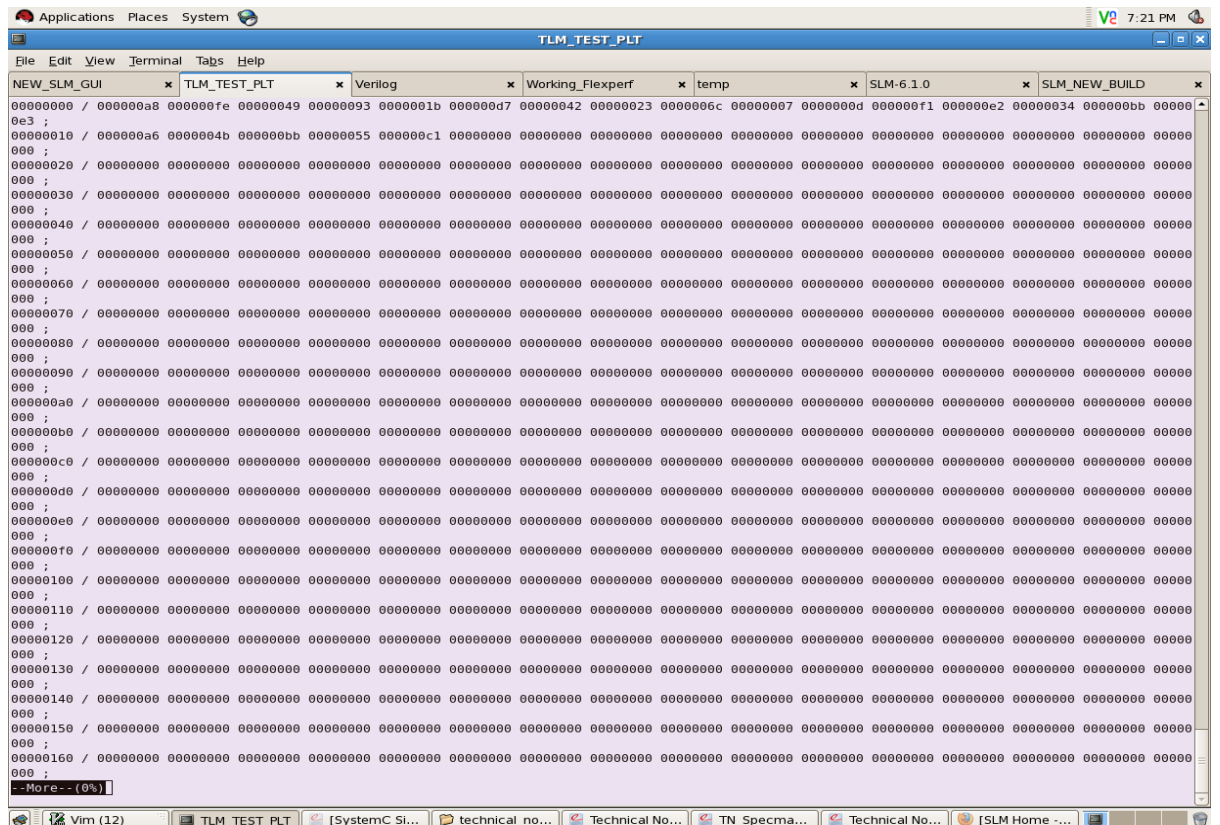 Applications Places System 7:21 PM
TLM_TEST_PLT
File Edit View Terminal Tabs Help
NEW_SLM_GUI TLM_TEST_PLT Verilog Working_Flexperf temp SLM-6.1.0 SLM_NEW_BUILD
00000000 / 000000a8 000000fe 00000049 00000093 0000001b 000000d7 00000042 00000023 0000006c 00000007 0000000d 000000f1 000000e2 00000034 000000bb 00000
0e3 ;
00000010 / 000000a6 0000004b 000000bb 00000055 000000c1 00000000 00000000 00000000 00000000 00000000 00000000 00000000 00000000 00000000 00000000 00000
000 ;
00000020 / 00000000 00000000 00000000 00000000 00000000 00000000 00000000 00000000 00000000 00000000 00000000 00000000 00000000 00000000 00000000 00000
000 ;
00000030 / 00000000 00000000 00000000 00000000 00000000 00000000 00000000 00000000 00000000 00000000 00000000 00000000 00000000 00000000 00000000 00000
000 ;
00000040 / 00000000 00000000 00000000 00000000 00000000 00000000 00000000 00000000 00000000 00000000 00000000 00000000 00000000 00000000 00000000 00000
000 ;
00000050 / 00000000 00000000 00000000 00000000 00000000 00000000 00000000 00000000 00000000 00000000 00000000 00000000 00000000 00000000 00000000 00000
000 ;
00000060 / 00000000 00000000 00000000 00000000 00000000 00000000 00000000 00000000 00000000 00000000 00000000 00000000 00000000 00000000 00000000 00000
000 ;
00000070 / 00000000 00000000 00000000 00000000 00000000 00000000 00000000 00000000 00000000 00000000 00000000 00000000 00000000 00000000 00000000 00000
000 ;
00000080 / 00000000 00000000 00000000 00000000 00000000 00000000 00000000 00000000 00000000 00000000 00000000 00000000 00000000 00000000 00000000 00000
000 ;
00000090 / 00000000 00000000 00000000 00000000 00000000 00000000 00000000 00000000 00000000 00000000 00000000 00000000 00000000 00000000 00000000 00000
000 ;
000000a0 / 00000000 00000000 00000000 00000000 00000000 00000000 00000000 00000000 00000000 00000000 00000000 00000000 00000000 00000000 00000000 00000
000 ;
000000b0 / 00000000 00000000 00000000 00000000 00000000 00000000 00000000 00000000 00000000 00000000 00000000 00000000 00000000 00000000 00000000 00000
000 ;
000000c0 / 00000000 00000000 00000000 00000000 00000000 00000000 00000000 00000000 00000000 00000000 00000000 00000000 00000000 00000000 00000000 00000
000 ;
000000d0 / 00000000 00000000 00000000 00000000 00000000 00000000 00000000 00000000 00000000 00000000 00000000 00000000 00000000 00000000 00000000 00000
000 ;
000000e0 / 00000000 00000000 00000000 00000000 00000000 00000000 00000000 00000000 00000000 00000000 00000000 00000000 00000000 00000000 00000000 00000
000 ;
000000f0 / 00000000 00000000 00000000 00000000 00000000 00000000 00000000 00000000 00000000 00000000 00000000 00000000 00000000 00000000 00000000 00000
000 ;
00000100 / 00000000 00000000 00000000 00000000 00000000 00000000 00000000 00000000 00000000 00000000 00000000 00000000 00000000 00000000 00000000 00000
000 ;
00000110 / 00000000 00000000 00000000 00000000 00000000 00000000 00000000 00000000 00000000 00000000 00000000 00000000 00000000 00000000 00000000 00000
000 ;
00000120 / 00000000 00000000 00000000 00000000 00000000 00000000 00000000 00000000 00000000 00000000 00000000 00000000 00000000 00000000 00000000 00000
000 ;
00000130 / 00000000 00000000 00000000 00000000 00000000 00000000 00000000 00000000 00000000 00000000 00000000 00000000 00000000 00000000 00000000 00000
000 ;
00000140 / 00000000 00000000 00000000 00000000 00000000 00000000 00000000 00000000 00000000 00000000 00000000 00000000 00000000 00000000 00000000 00000
000 ;
00000150 / 00000000 00000000 00000000 00000000 00000000 00000000 00000000 00000000 00000000 00000000 00000000 00000000 00000000 00000000 00000000 00000
000 ;
00000160 / 00000000 00000000 00000000 00000000 00000000 00000000 00000000 00000000 00000000 00000000 00000000 00000000 00000000 00000000 00000000 00000
000 ;
--More--(0%)
Vim (12) TLM_TEST_PLT [SystemC Si... technical_no... Technical No... TN_Specma... Technical No... [SLM Home -...